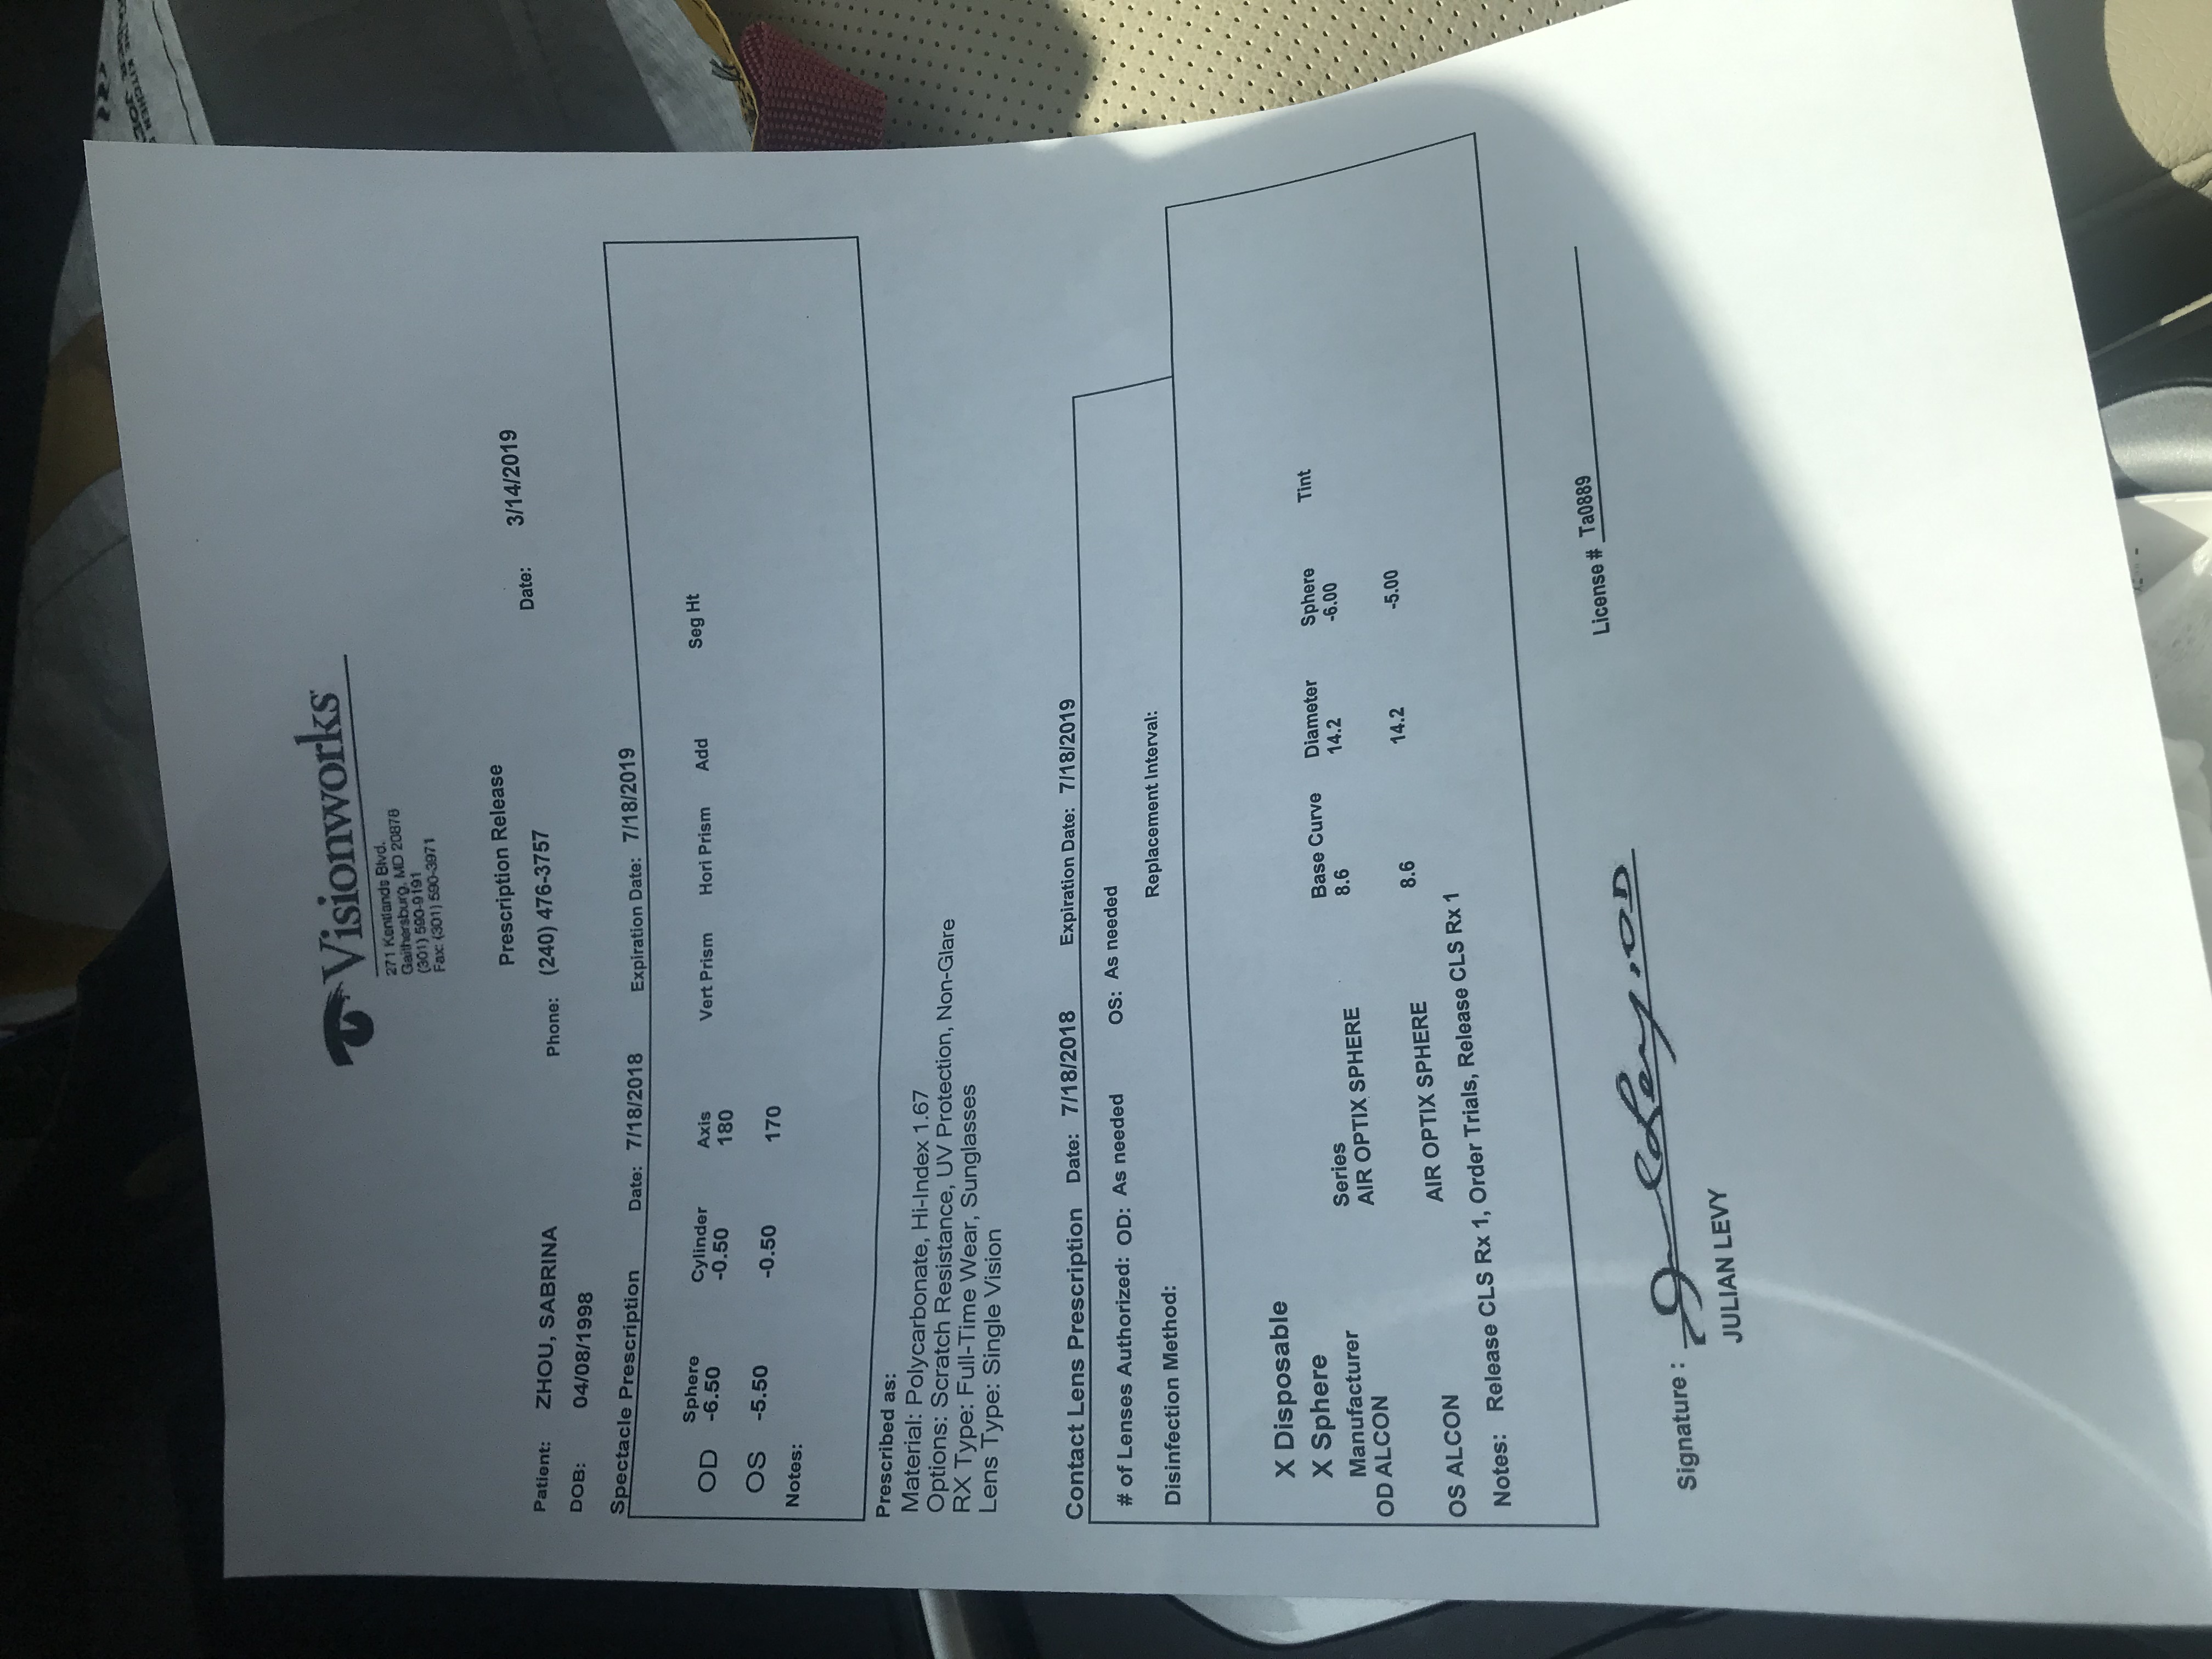 Visionworks
271 Kentlands Blvd.
Gaithersburg, MD 20878
(301) 590-9191
Fax: (301) 590-3971
Prescription Release
Patient: ZHOU, SABRINA Phone: (240) 476-3757 Date: 3/14/2019
DOB: 04/08/1998
Spectacle Prescription Date: 7/18/2018 Expiration Date: 7/18/2019
Sphere Cylinder Axis Vert Prism Hori Prism Add Seg Ht
OD -6.50 -0.50 180
OS -5.50 -0.50 170
Notes:
Prescribed as:
Material: Polycarbonate, Hi-Index 1.67
Options: Scratch Resistance, UV Protection, Non-Glare
RX Type: Full-Time Wear, Sunglasses
Lens Type: Single Vision
Contact Lens Prescription Date: 7/18/2018 Expiration Date: 7/18/2019
# of Lenses Authorized: OD: As needed OS: As needed
Disinfection Method: Replacement Interval:
X Disposable
X Sphere
Manufacturer Series Base Curve Diameter Sphere Tint
OD ALCON AIR OPTIX SPHERE 8.6 14.2 -6.00
OS ALCON AIR OPTIX SPHERE 8.6 14.2 -5.00
Notes: Release CLS Rx 1, Order Trials, Release CLS Rx 1
License # Ta0889
Signature : , OD
JULIAN LEVY